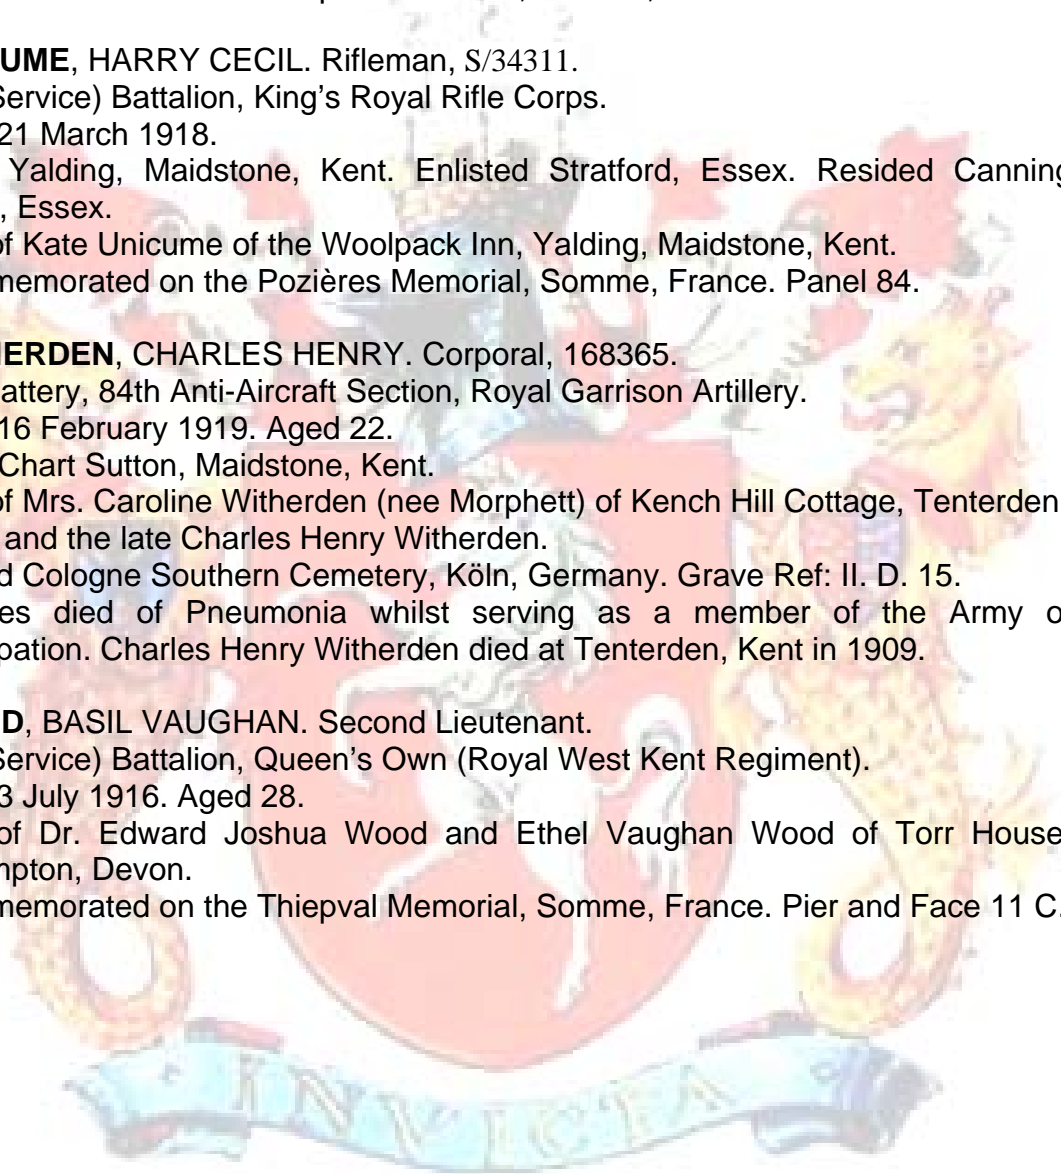 UME, HARRY CECIL. Rifleman, S/34311.
Service) Battalion, King’s Royal Rifle Corps.
21 March 1918.
Yalding, Maidstone, Kent. Enlisted Stratford, Essex. Resided Canning
, Essex.
of Kate Unicume of the Woolpack Inn, Yalding, Maidstone, Kent.
memorated on the Pozières Memorial, Somme, France. Panel 84.
ERDEN, CHARLES HENRY. Corporal, 168365.
attery, 84th Anti-Aircraft Section, Royal Garrison Artillery.
16 February 1919. Aged 22.
Chart Sutton, Maidstone, Kent.
of Mrs. Caroline Witherden (nee Morphett) of Kench Hill Cottage, Tenterden
and the late Charles Henry Witherden.
d Cologne Southern Cemetery, Köln, Germany. Grave Ref: II. D. 15.
es died of Pneumonia whilst serving as a member of the Army o
pation. Charles Henry Witherden died at Tenterden, Kent in 1909.
D, BASIL VAUGHAN. Second Lieutenant.
Service) Battalion, Queen’s Own (Royal West Kent Regiment).
3 July 1916. Aged 28.
of Dr. Edward Joshua Wood and Ethel Vaughan Wood of Torr House
mpton, Devon.
memorated on the Thiepval Memorial, Somme, France. Pier and Face 11 C.
INVICTA